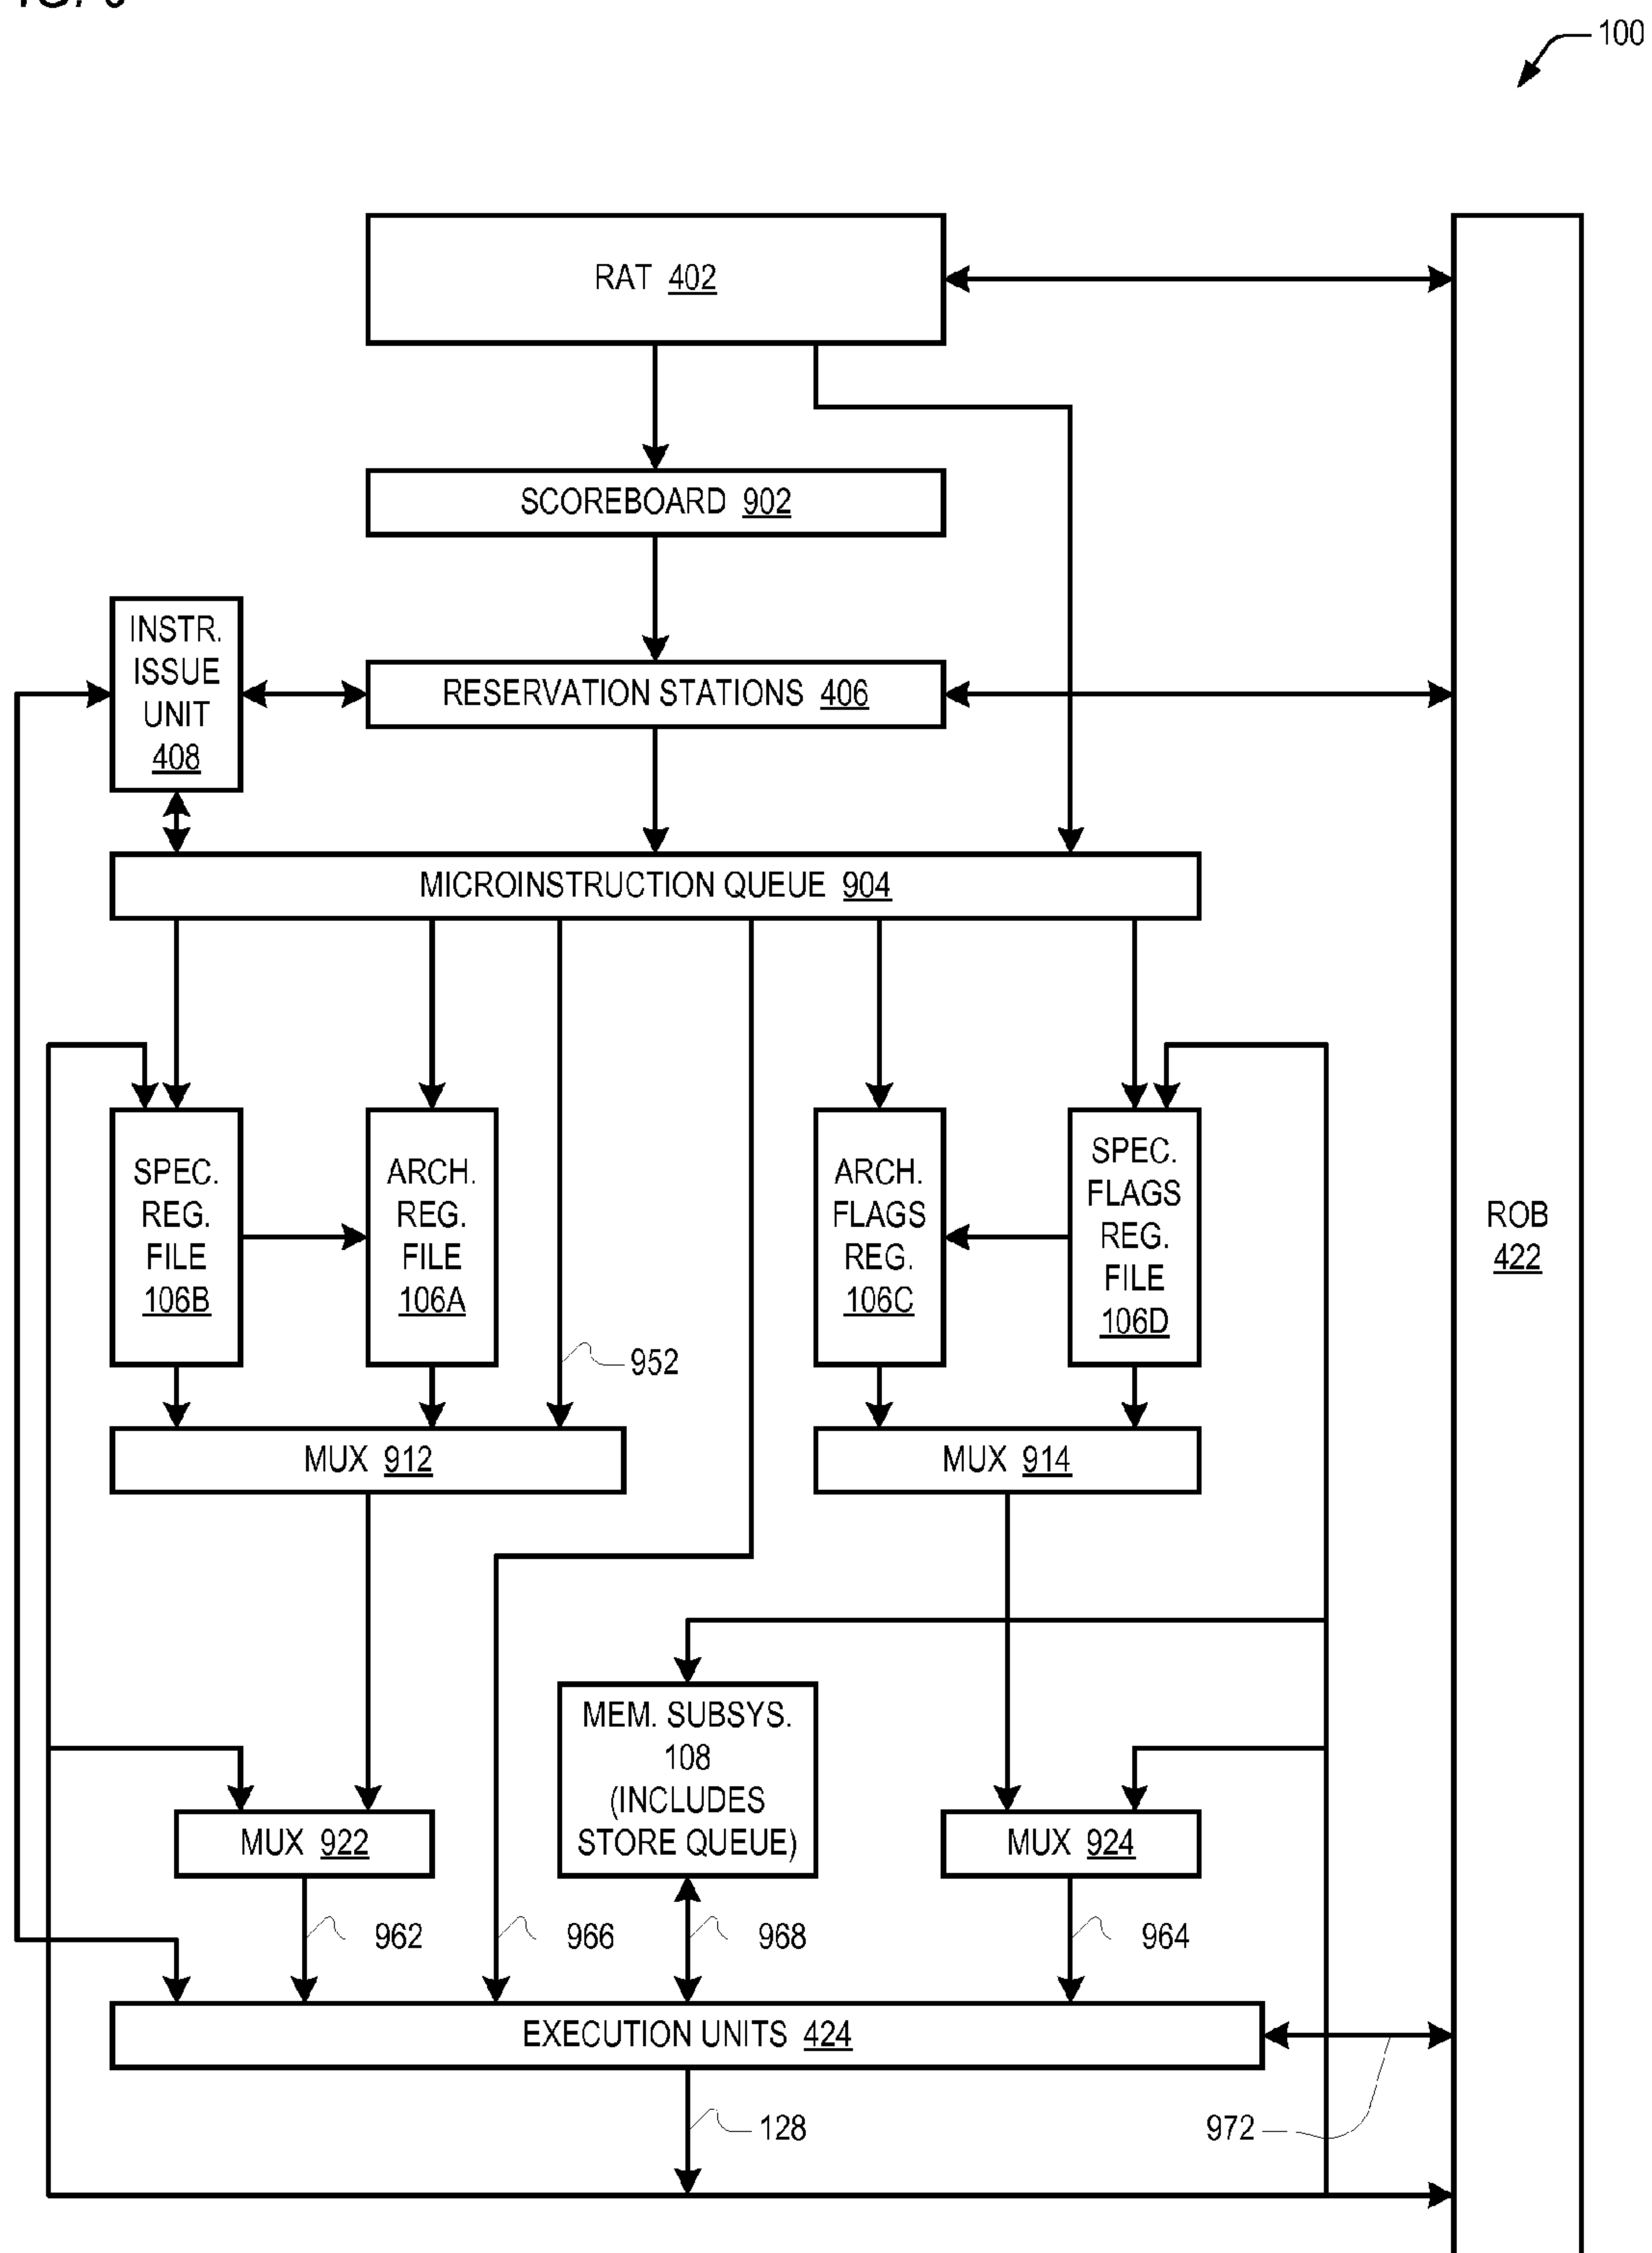 100
RAT 402
SCOREBOARD 902
INSTR.
ISSUE
UNIT
408
RESERVATION STATIONS 406
MICROINSTRUCTION QUEUE 904
SPEC.
REG.
FILE
106B
ARCH.
REG.
FILE
106A
952
ARCH.
FLAGS
REG.
106C
SPEC.
FLAGS
REG.
FILE
106D
ROB
422
MUX 912
MUX 914
MEM. SUBSYS.
108
(INCLUDES
STORE QUEUE)
MUX 922
MUX 924
962
966
968
964
EXECUTION UNITS 424
128
972